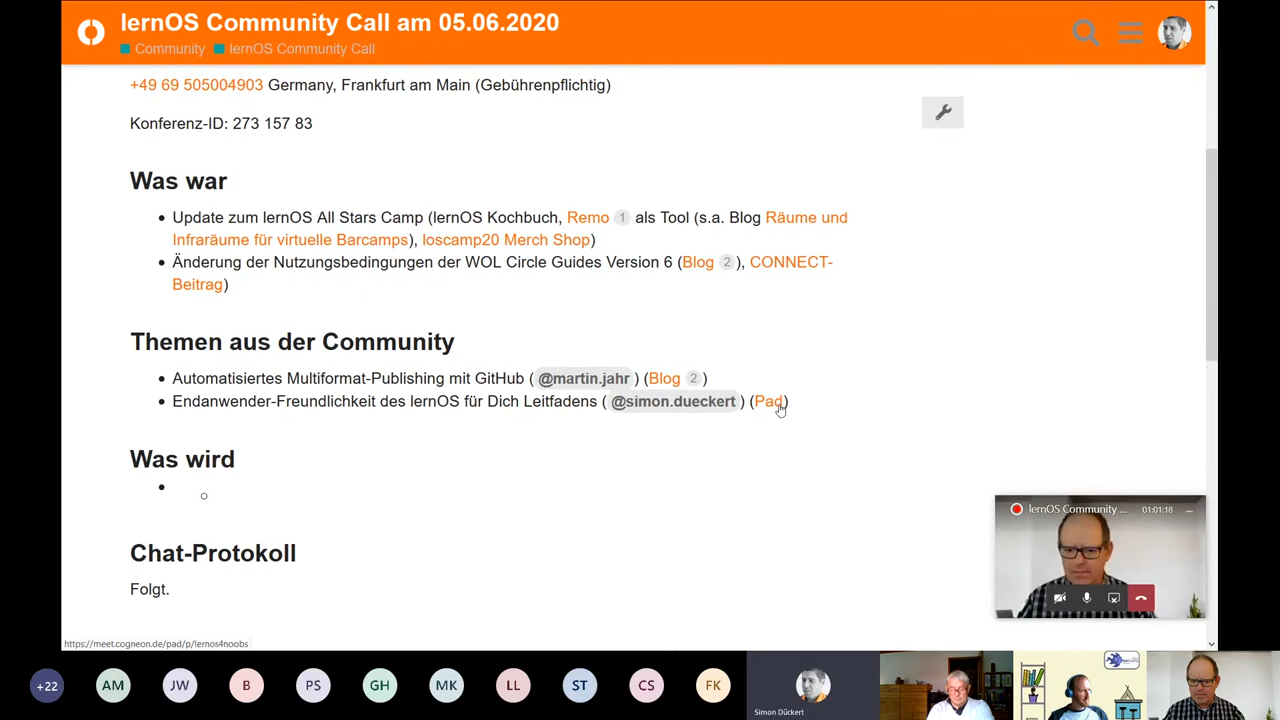 lernOS Community Call am 05.06.2020
Community lernOS Community Call
+49 69 505004903 Germany, Frankfurt am Main (Gebührenpflichtig)
Konferenz-ID: 273 157 83
Was war
Update zum lernOS All Stars Camp (lernOS Kochbuch, Remo 1 als Tool (s.a. Blog Räume und
Infraräume für virtuelle Barcamps), loscamp20 Merch Shop)
Änderung der Nutzungsbedingungen der WOL Circle Guides Version 6 (Blog 2 ), CONNECT-
Beitrag)
Themen aus der Community
Automatisiertes Multiformat-Publishing mit GitHub ( @martin.jahr ) (Blog 2 )
Endanwender-Freundlichkeit des lernOS für Dich Leitfadens ( @simon.dueckert ) (Pad)
Was wird
lernOS Community ... 01:01:18
Chat-Protokoll
Folgt.
https://meet.cogneon.de/pad/p/lernos4noobs
+22 AM JW B PS GH MK LL ST CS FK
Simon Dückert